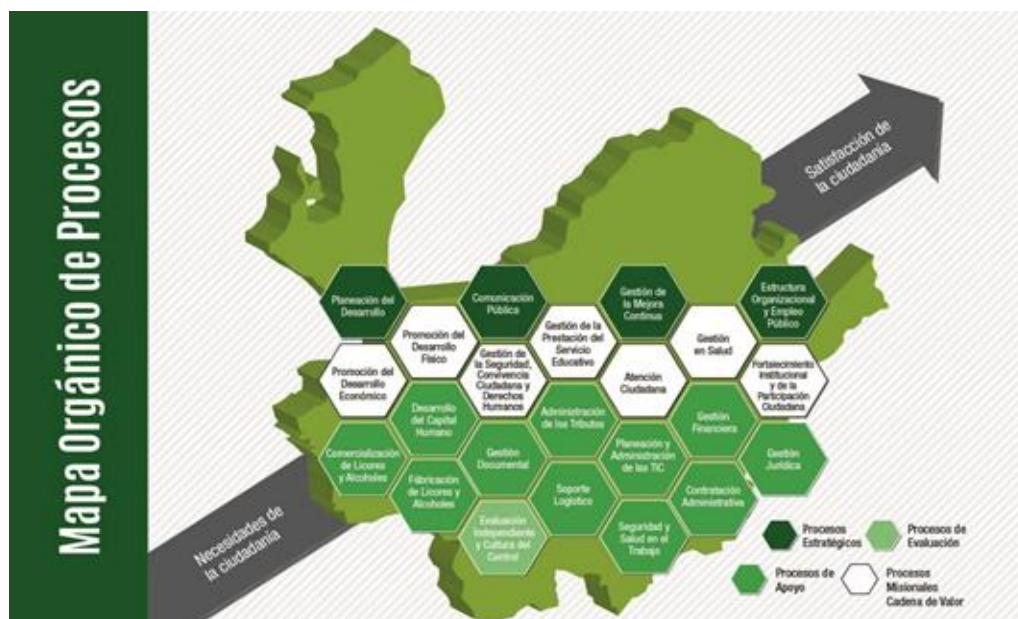 Mapa Orgánico de Procesos
Satisfacción de
la ciudadanía
Planeación del
Desarrollo
Comunicación
Pública
Gestión de
la Mejora
Continua
Estructura
Organizacional
y Empleo
Público
Promoción del
Desarrollo
Físico
Gestión de la
Prestación del
Servicio
Educativo
Gestión
en Salud
Promoción del
Desarrollo
Económico
Gestión de
la Seguridad,
Convivencia
Ciudadana y
Derechos
Humanos
Atención
Ciudadana
Fortalecimiento
Institucional
y de la
Participación
Ciudadana
Desarrollo
del Capital
Humano
Administración
de los Tributos
Gestión
Financiera
Comercialización
de Licores
y Alcoholes
Gestión
Documental
Planeación y
Administración
de las TIC
Gestión
Jurídica
Fábricación
de Licores y
Alcoholes
Soporte
Logístico
Contratación
Administrativa
Evaluación
Independiente
y Cultura del
Control
Seguridad y
Salud en el
Trabajo
Necesidades de
la ciudadanía
Procesos
Estratégicos
Procesos de
Evaluación
Procesos de
Apoyo
Procesos
Misionales
Cadena de Valor